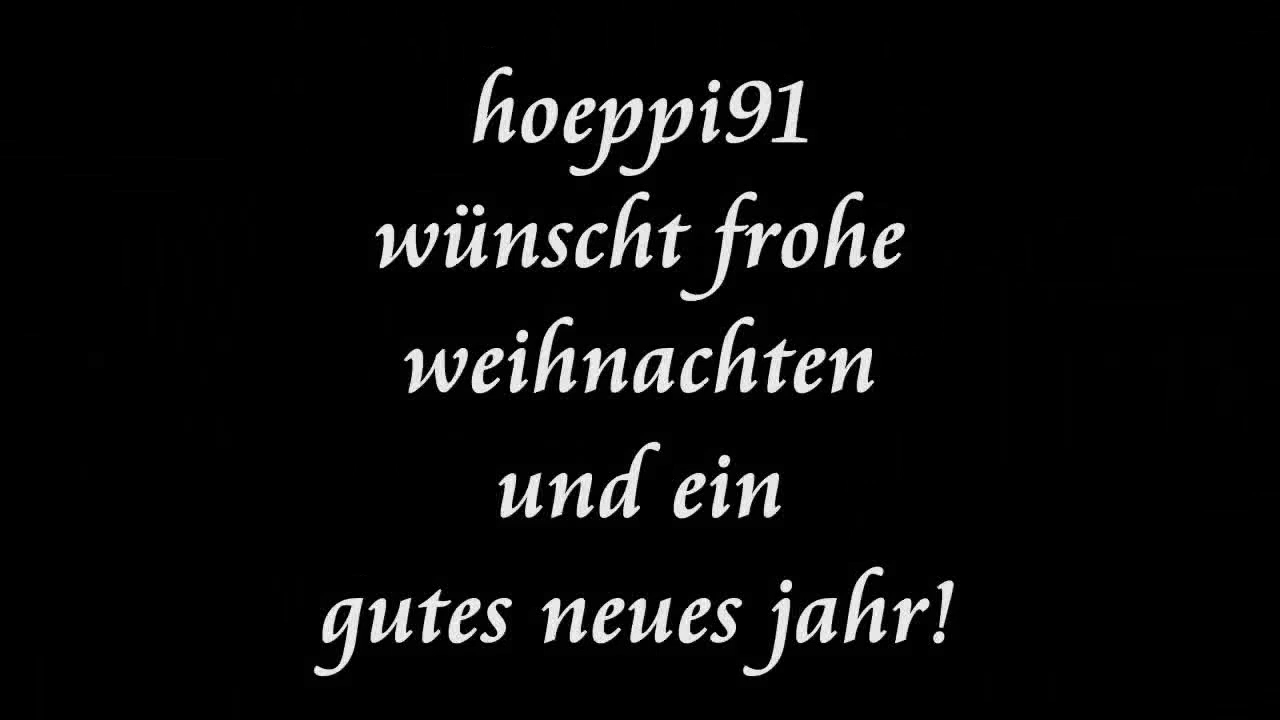 hoeppi91
wünscht frohe
weihnachten
und ein
gutes neues jahr!